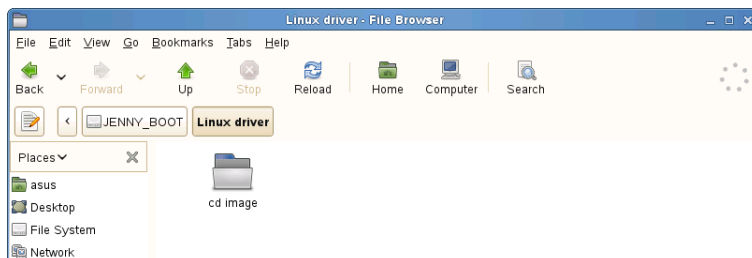 Linux driver - File Browser
File Edit View Go Bookmarks Tabs Help
Back Forward Up Stop Reload Home Computer Search
JENNY_BOOT Linux driver
Places
asus
cd image
Desktop
File System
Network